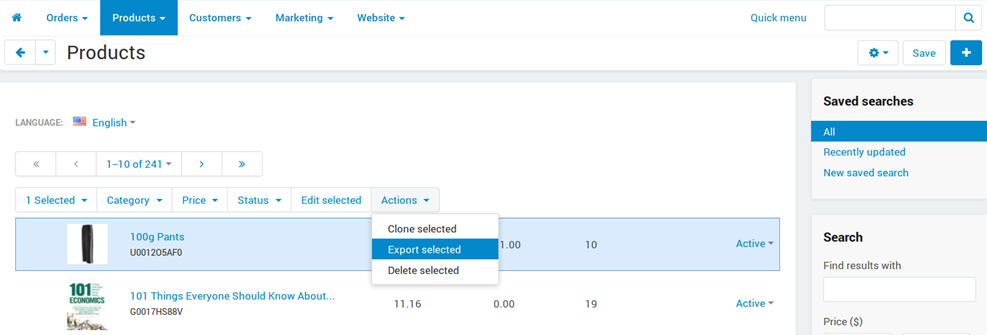 Orders Products Customers Marketing Website Quick menu
Products Save
Saved searches
All
Recently updated
New saved search
LANGUAGE: English
« ‹ 1–10 of 241 › »
1 Selected Category Price Status Edit selected Actions
Clone selected
Export selected
Delete selected
100g Pants 1.00 10 Active
U0012O5AF0
101
ECONOMICS
101 Things Everyone Should Know About... 11.16 0.00 19 Active
G0017HS88V
Search
Find results with
Price ($)